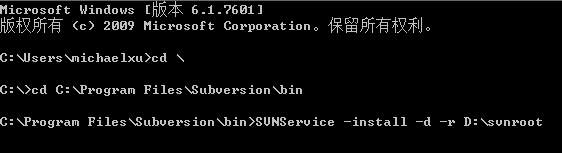 Microsoft Windows [版本 6.1.7601]
版权所有 (c) 2009 Microsoft Corporation。保留所有权利。
C:\Users\michaelxu>cd \
C:\>cd C:\Program Files\Subversion\bin
C:\Program Files\Subversion\bin>SVNService -install -d -r D:\svnroot